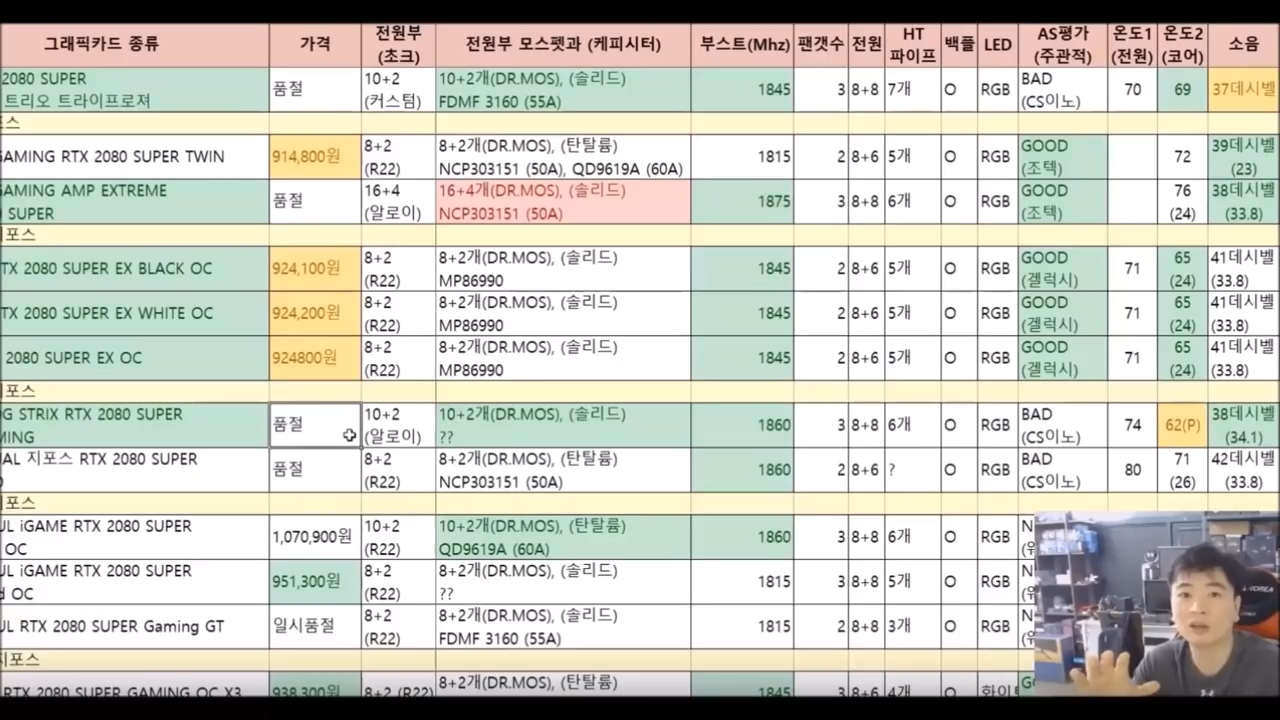 그래픽카드 종류 가격 전원부 (초크) 전원부 모스펫과 (케피시터) 부스트(Mhz) 팬갯수 전원 HT 파이프 백플 LED AS평가 (주관적) 온도1 (전원) 온도2 (코어) 소음
2080 SUPER 트리오 트라이프로져 품절 10+2 (커스텀) 10+2개(DR.MOS), (솔리드) FDMF 3160 (55A) 1845 3 8+8 7개 O RGB BAD (CS이노) 70 69 37데시벨
포스
GAMING RTX 2080 SUPER TWIN 914,800원 8+2 (R22) 8+2개(DR.MOS), (탄탈륨) NCP303151 (50A), QD9619A (60A) 1815 2 8+6 5개 O RGB GOOD (조텍) 72 39데시벨 (23)
GAMING AMP EXTREME SUPER 품절 16+4 (알로이) 16+4개(DR.MOS), (솔리드) NCP303151 (50A) 1875 3 8+8 6개 O RGB GOOD (조텍) 76 (24) 38데시벨 (33.8)
지포스
TX 2080 SUPER EX BLACK OC 924,100원 8+2 (R22) 8+2개(DR.MOS), (솔리드) MP86990 1845 2 8+6 5개 O RGB GOOD (겔럭시) 71 65 (24) 41데시벨 (33.8)
TX 2080 SUPER EX WHITE OC 924,200원 8+2 (R22) 8+2개(DR.MOS), (솔리드) MP86990 1845 2 8+6 5개 O RGB GOOD (겔럭시) 71 65 (24) 41데시벨 (33.8)
2080 SUPER EX OC 924800원 8+2 (R22) 8+2개(DR.MOS), (솔리드) MP86990 1845 2 8+6 5개 O RGB GOOD (겔럭시) 71 65 (24) 41데시벨 (33.8)
지포스
G STRIX RTX 2080 SUPER MING 품절 10+2 (알로이) 10+2개(DR.MOS), (솔리드) ?? 1860 3 8+8 6개 O RGB BAD (CS이노) 74 62(P) 38데시벨 (34.1)
AL 지포스 RTX 2080 SUPER 품절 8+2 (R22) 8+2개(DR.MOS), (탄탈륨) NCP303151 (50A) 1860 2 8+6 ? O RGB BAD (CS이노) 80 71 (26) 42데시벨 (33.8)
지포스
UL iGAME RTX 2080 SUPER OC 1,070,900원 10+2 (R22) 10+2개(DR.MOS), (탄탈륨) QD9619A (60A) 1860 3 8+8 6개 O RGB N
UL iGAME RTX 2080 SUPER d OC 951,300원 8+2 (R22) 8+2개(DR.MOS), (솔리드) ?? 1815 3 8+8 5개 O RGB N
UL RTX 2080 SUPER Gaming GT 일시품절 8+2 (R22) 8+2개(DR.MOS), (솔리드) FDMF 3160 (55A) 1815 2 8+8 3개 O RGB N
지포스
RTX 2080 SUPER GAMING OC X3 938,300원 8+2 (R22) 8+2개(DR.MOS), (탄탈륨) 1845 3 8+6 4개 O